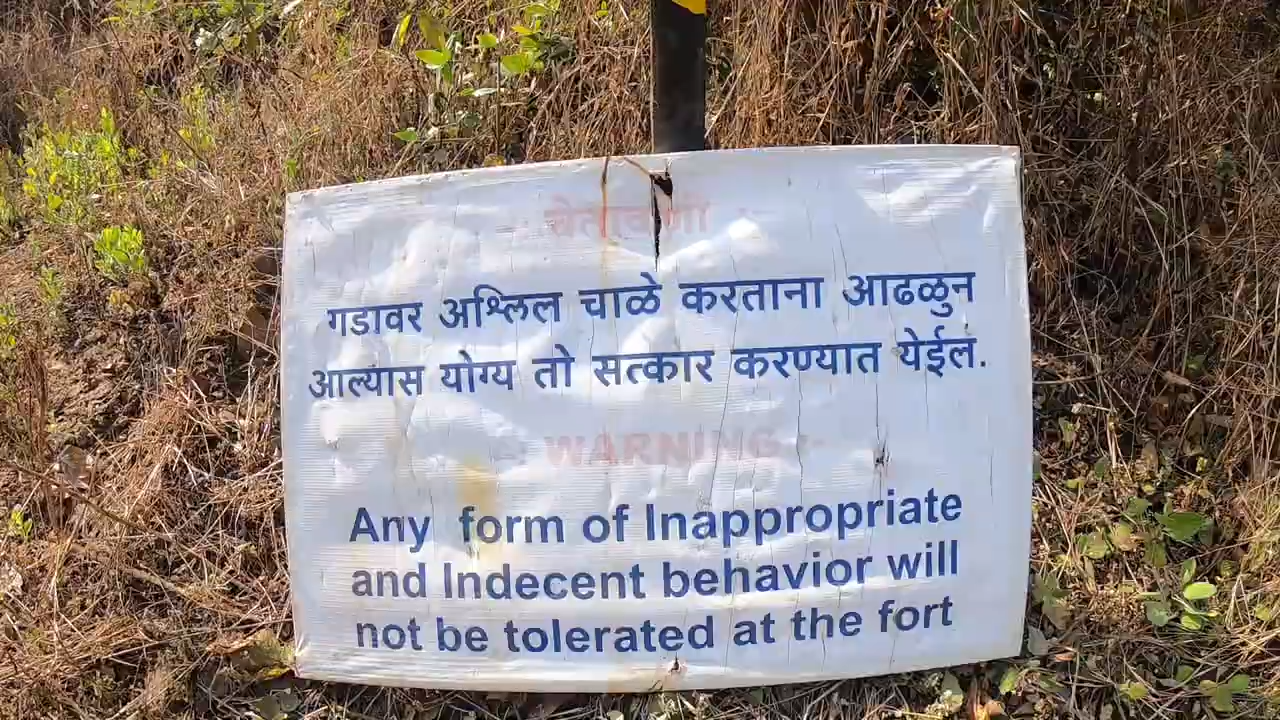 चेतावणी :-
गडावर अश्लिल चाळे करताना आढळुन
आल्यास योग्य तो सत्कार करण्यात येईल.
WARNING :-
Any form of Inappropriate
and Indecent behavior will
not be tolerated at the fort